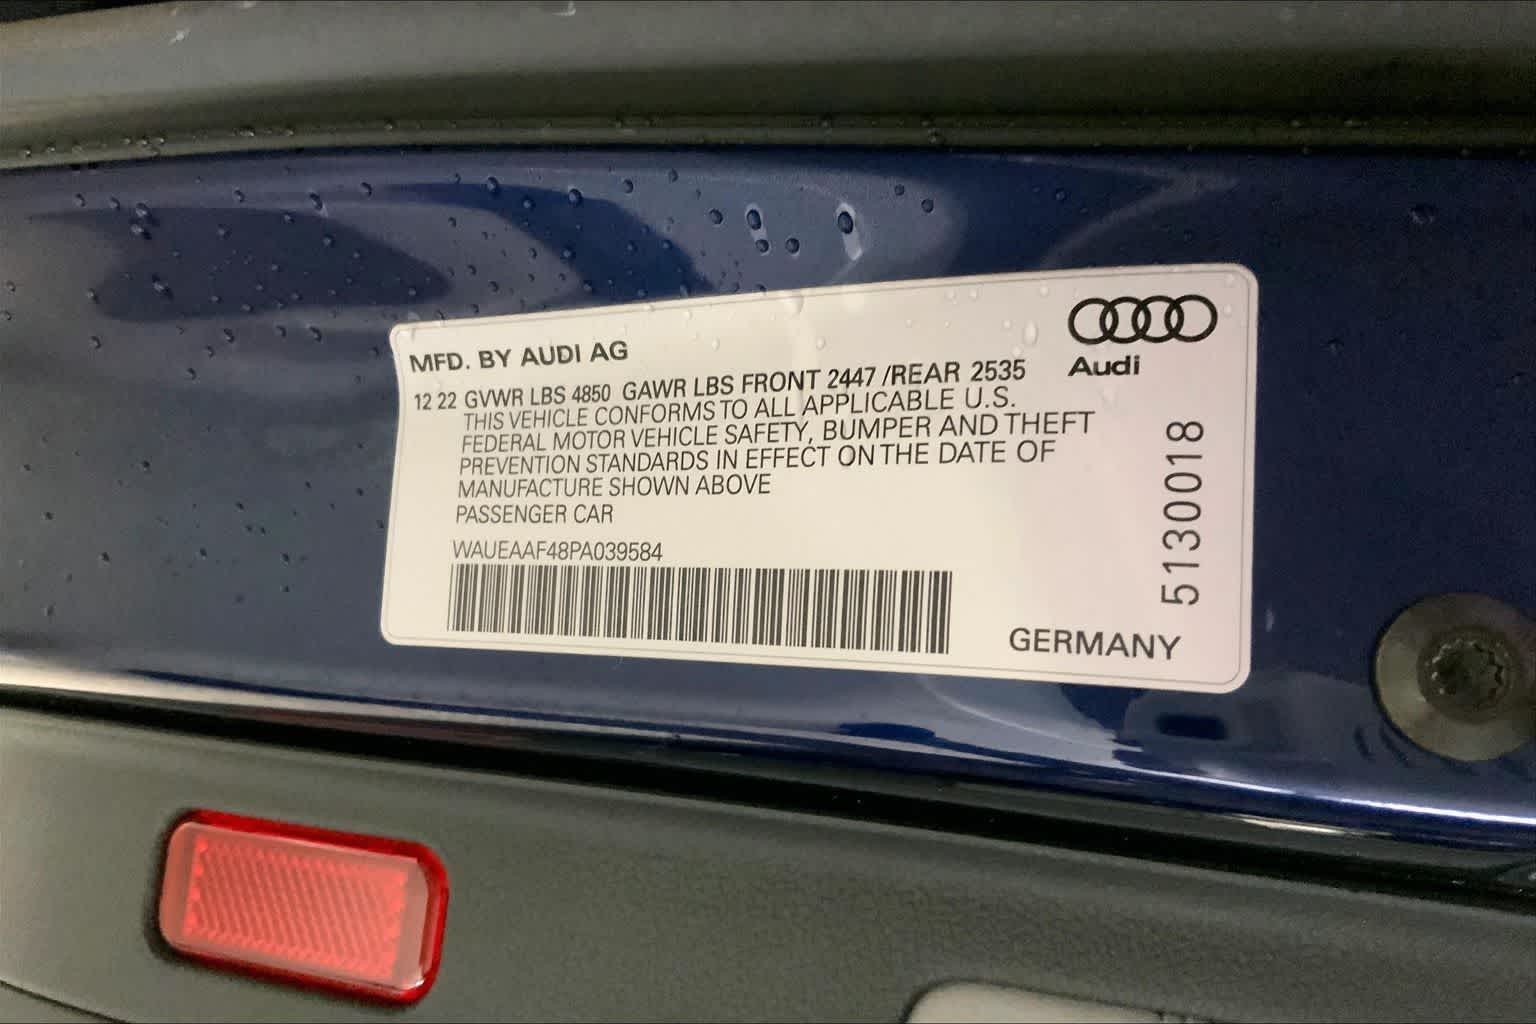 MFD. BY AUDI AG
Audi
12 22 GVWR LBS 4850 GAWR LBS FRONT 2447 /REAR 2535
THIS VEHICLE CONFORMS TO ALL APPLICABLE U.S.
FEDERAL MOTOR VEHICLE SAFETY, BUMPER AND THEFT
PREVENTION STANDARDS IN EFFECT ON THE DATE OF
MANUFACTURE SHOWN ABOVE
PASSENGER CAR
WAUEAAF48PA039584
5130018
GERMANY